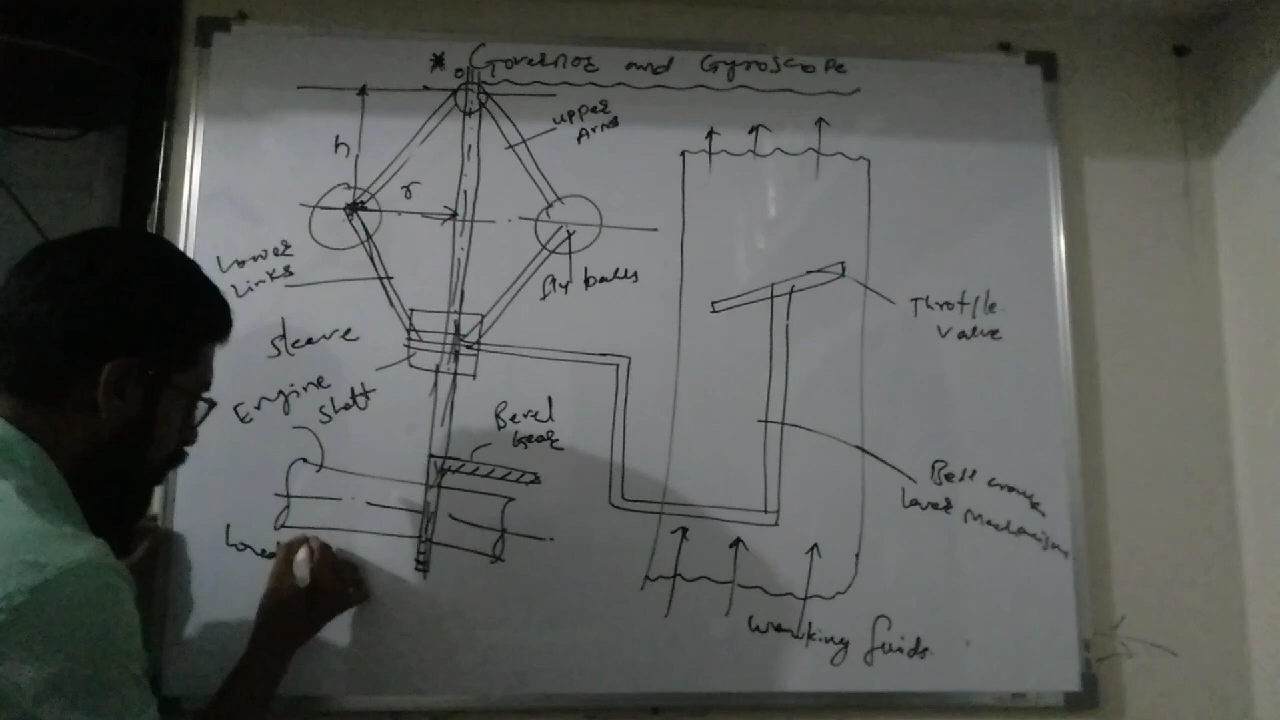 * Governor and Gyroscope
o
h
r
upper
Arms
Lower
Links
fly balls
sleeve
Engine
shaft
Bevel
Gear
Throttle
Valve
Bell crank
Lever Mechanism
working fluids.